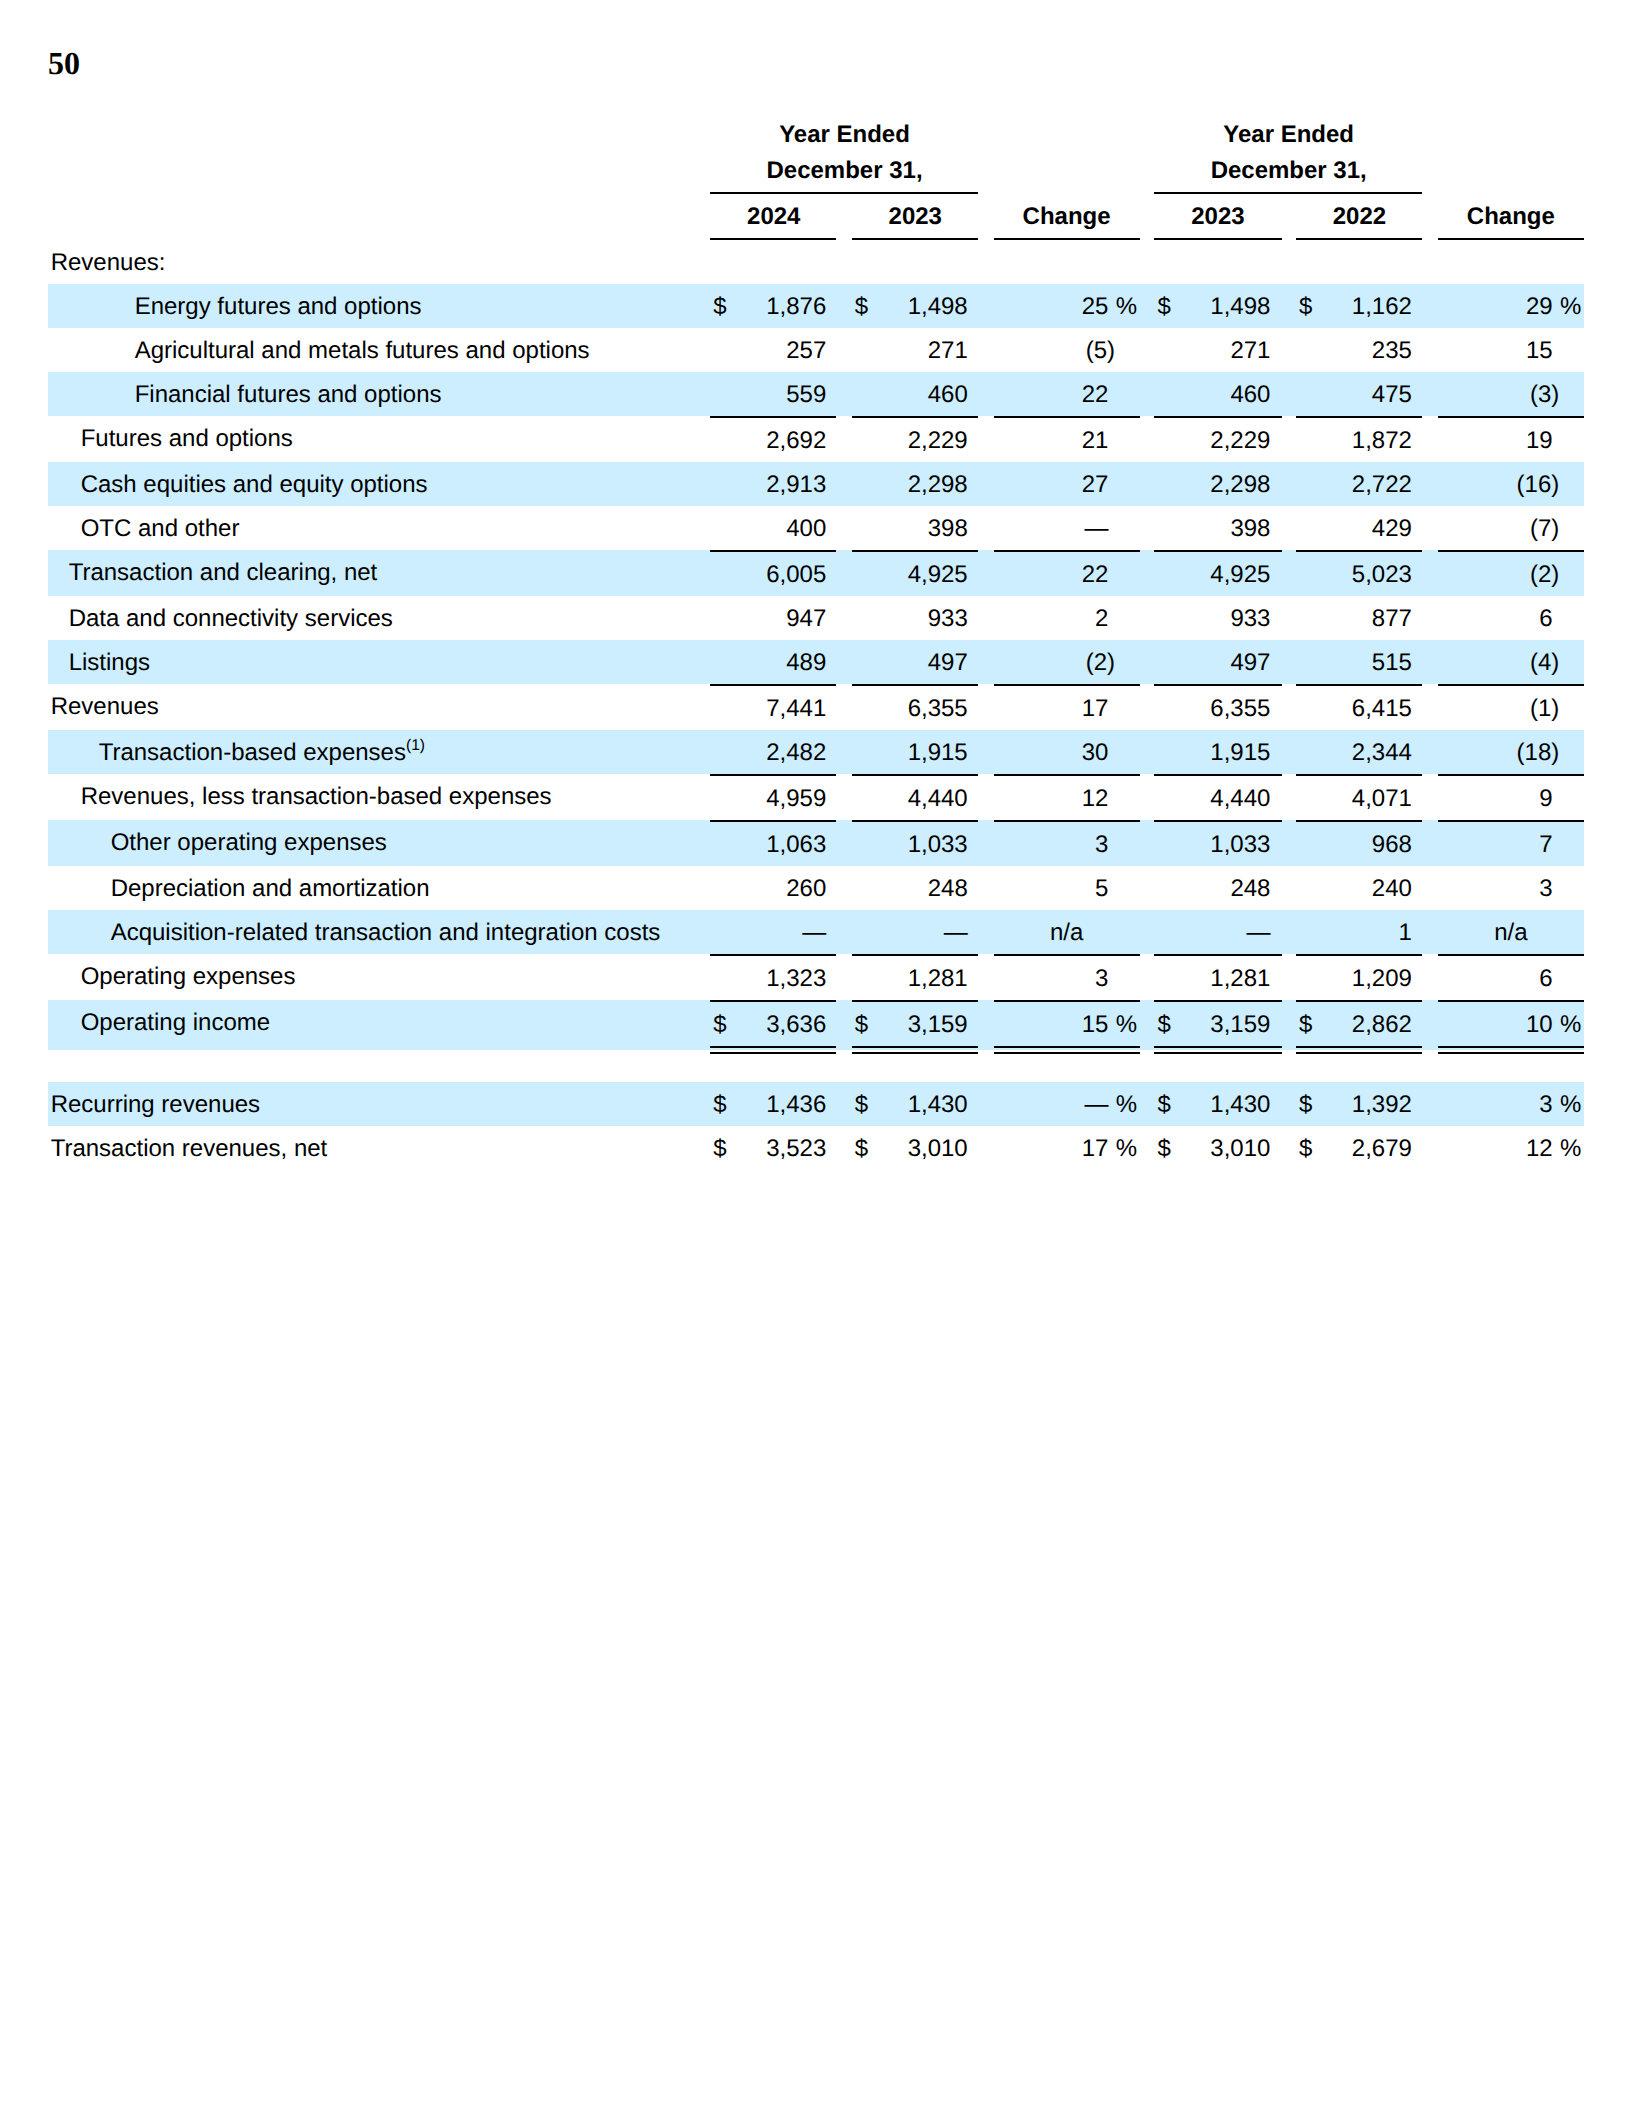 50
Year Ended Year Ended
December 31, December 31,
2024 2023 Change 2023 2022 Change
Revenues:
Energy futures and options $ 1,876 $ 1,498 25 % $ 1,498 $ 1,162 29 %
Agricultural and metals futures and options 257 271 (5) 271 235 15
Financial futures and options 559 460 22 460 475 (3)
Futures and options 2,692 2,229 21 2,229 1,872 19
Cash equities and equity options 2,913 2,298 27 2,298 2,722 (16)
OTC and other 400 398 — 398 429 (7)
Transaction and clearing, net 6,005 4,925 22 4,925 5,023 (2)
Data and connectivity services 947 933 2 933 877 6
Listings 489 497 (2) 497 515 (4)
Revenues 7,441 6,355 17 6,355 6,415 (1)
Transaction-based expenses(1) 2,482 1,915 30 1,915 2,344 (18)
Revenues, less transaction-based expenses 4,959 4,440 12 4,440 4,071 9
Other operating expenses 1,063 1,033 3 1,033 968 7
Depreciation and amortization 260 248 5 248 240 3
Acquisition-related transaction and integration costs — — n/a — 1 n/a
Operating expenses 1,323 1,281 3 1,281 1,209 6
Operating income $ 3,636 $ 3,159 15 % $ 3,159 $ 2,862 10 %
Recurring revenues $ 1,436 $ 1,430 — % $ 1,430 $ 1,392 3 %
Transaction revenues, net $ 3,523 $ 3,010 17 % $ 3,010 $ 2,679 12 %